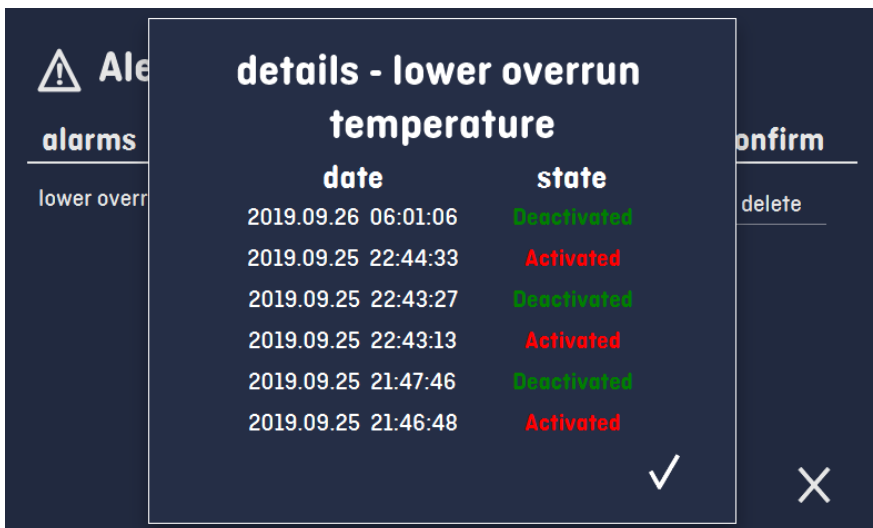 Ale
details - lower overrun
temperature
alarms
onfirm
date state
lower overr
delete
2019.09.26 06:01:06 Deactivated
2019.09.25 22:44:33 Activated
2019.09.25 22:43:27 Deactivated
2019.09.25 22:43:13 Activated
2019.09.25 21:47:46 Deactivated
2019.09.25 21:46:48 Activated